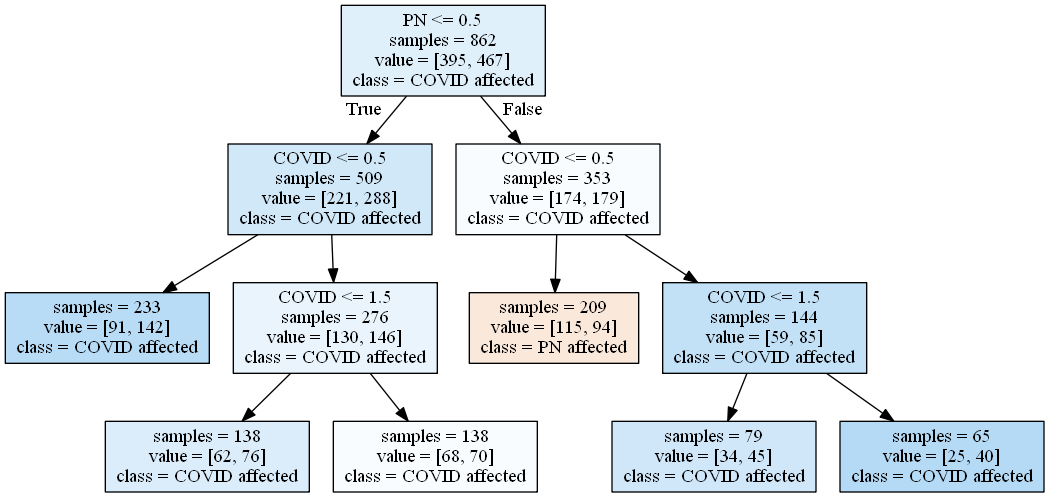 PN <= 0.5
samples = 862
value = [395, 467]
class = COVID affected
True
False
COVID <= 0.5
samples = 509
value = [221, 288]
class = COVID affected
COVID <= 0.5
samples = 353
value = [174, 179]
class = COVID affected
samples = 233
value = [91, 142]
class = COVID affected
COVID <= 1.5
samples = 276
value = [130, 146]
class = COVID affected
samples = 209
value = [115, 94]
class = PN affected
COVID <= 1.5
samples = 144
value = [59, 85]
class = COVID affected
samples = 138
value = [62, 76]
class = COVID affected
samples = 138
value = [68, 70]
class = COVID affected
samples = 79
value = [34, 45]
class = COVID affected
samples = 65
value = [25, 40]
class = COVID affected